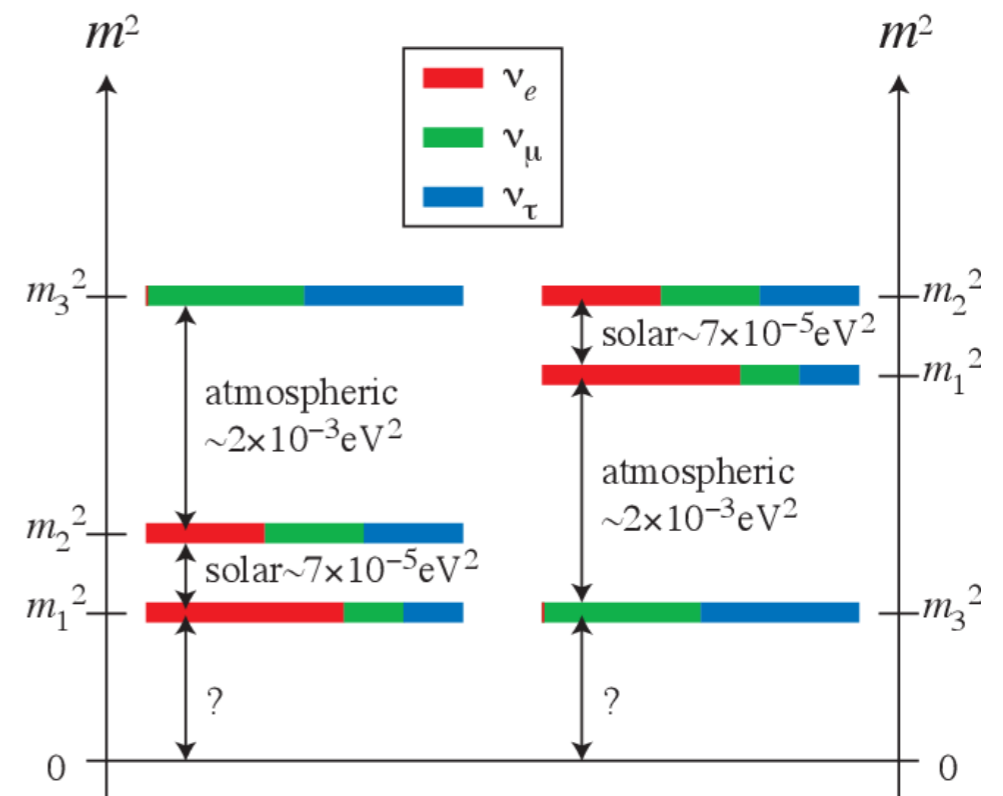 m²
m²
νe
νμ
ντ
m₃²
m₂²
solar~7×10⁻⁵eV²
m₁²
atmospheric
~2×10⁻³eV²
atmospheric
~2×10⁻³eV²
m₂²
solar~7×10⁻⁵eV²
m₁²
m₃²
?
?
0
0